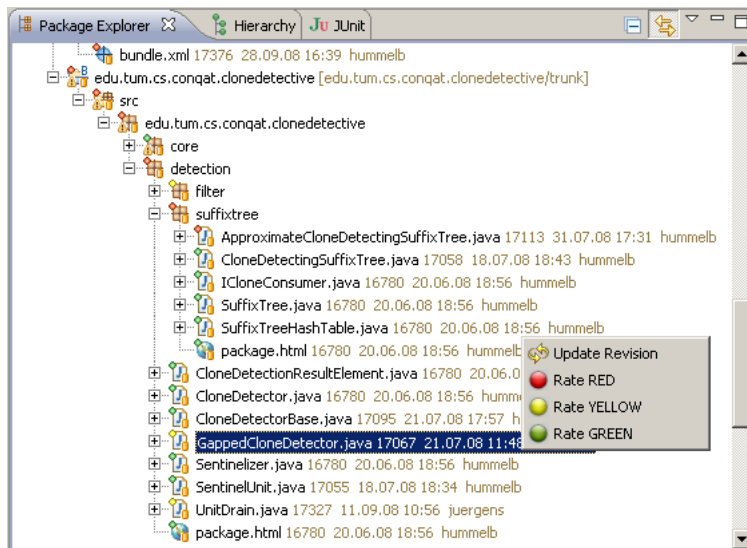 Package Explorer Hierarchy JU JUnit
bundle.xml 17376 28.09.08 16:39 hummelb
edu.tum.cs.conqat.clonedetective [edu.tum.cs.conqat.clonedetective/trunk]
src
edu.tum.cs.conqat.clonedetective
core
detection
filter
suffixtree
ApproximateCloneDetectingSuffixTree.java 17113 31.07.08 17:31 hummelb
CloneDetectingSuffixTree.java 17058 18.07.08 18:43 hummelb
ICloneConsumer.java 16780 20.06.08 18:56 hummelb
SuffixTree.java 16780 20.06.08 18:56 hummelb
SuffixTreeHashTable.java 16780 20.06.08 18:56 hummelb
package.html 16780 20.06.08 18:56 hummelb
CloneDetectionResultElement.java 16780 20.06.0
CloneDetector.java 16780 20.06.08 18:56 hummel
CloneDetectorBase.java 17095 21.07.08 17:57 h
GappedCloneDetector.java 17067 21.07.08 11:48
Sentinelizer.java 16780 20.06.08 18:56 hummelb
SentinelUnit.java 17055 18.07.08 18:34 hummelb
UnitDrain.java 17327 11.09.08 10:56 juergens
package.html 16780 20.06.08 18:56 hummelb
Update Revision
Rate RED
Rate YELLOW
Rate GREEN